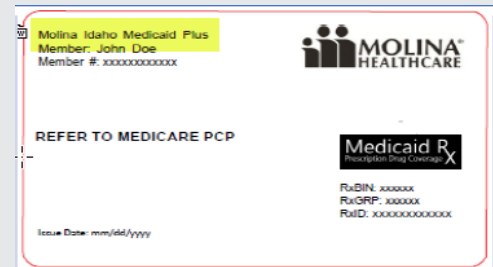 Molina Idaho Medicaid Plus
Member: John Doe
Member #: xxxxxxxxxxxx
MOLINA
HEALTHCARE
REFER TO MEDICARE PCP
Medicaid Rx
Prescription Drug Coverage
RxBIN: xxxxxx
RxGRP: xxxxxx
RxID: xxxxxxxxxxxx
Issue Date: mm/dd/yyyy